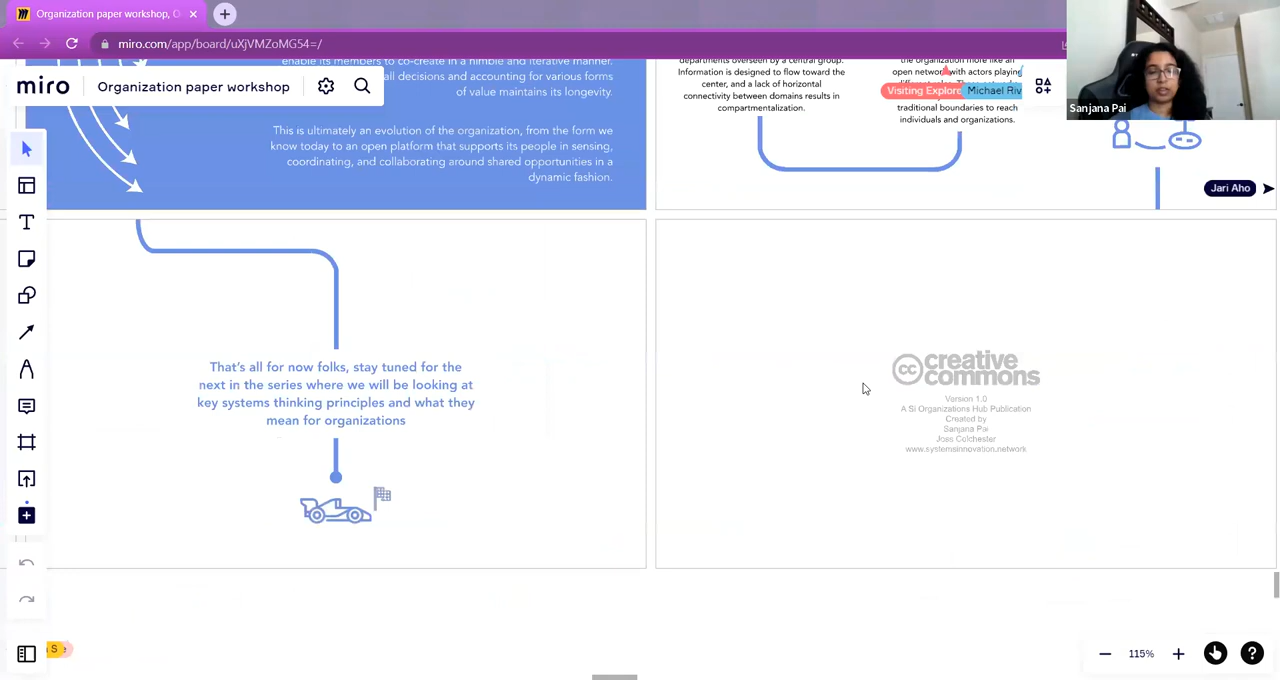 Organization paper workshop, O
miro.com/app/board/uXjVMZoMG54=/
miro
Organization paper workshop
enable its members to co-create in a nimble and iterative manner.
all decisions and accounting for various forms
of value maintains its longevity.
This is ultimately an evolution of the organization, from the form we
know today to an open platform that supports its people in sensing,
coordinating, and collaborating around shared opportunities in a
dynamic fashion.
departments overseen by a central group.
Information is designed to flow toward the
center, and a lack of horizontal
connectivity between domains results in
compartmentalization.
the organization more like an
open network with actors playing
Visiting Explore
Michael Riv
traditional boundaries to reach
individuals and organizations.
Sanjana Pai
Jari Aho
That's all for now folks, stay tuned for the
next in the series where we will be looking at
key systems thinking principles and what they
mean for organizations
cc creative
commons
Version 1.0
A Si Organizations Hub Publication
Created by
Sanjana Pai
Joss Colchester
www.systemsinnovation.network
115%